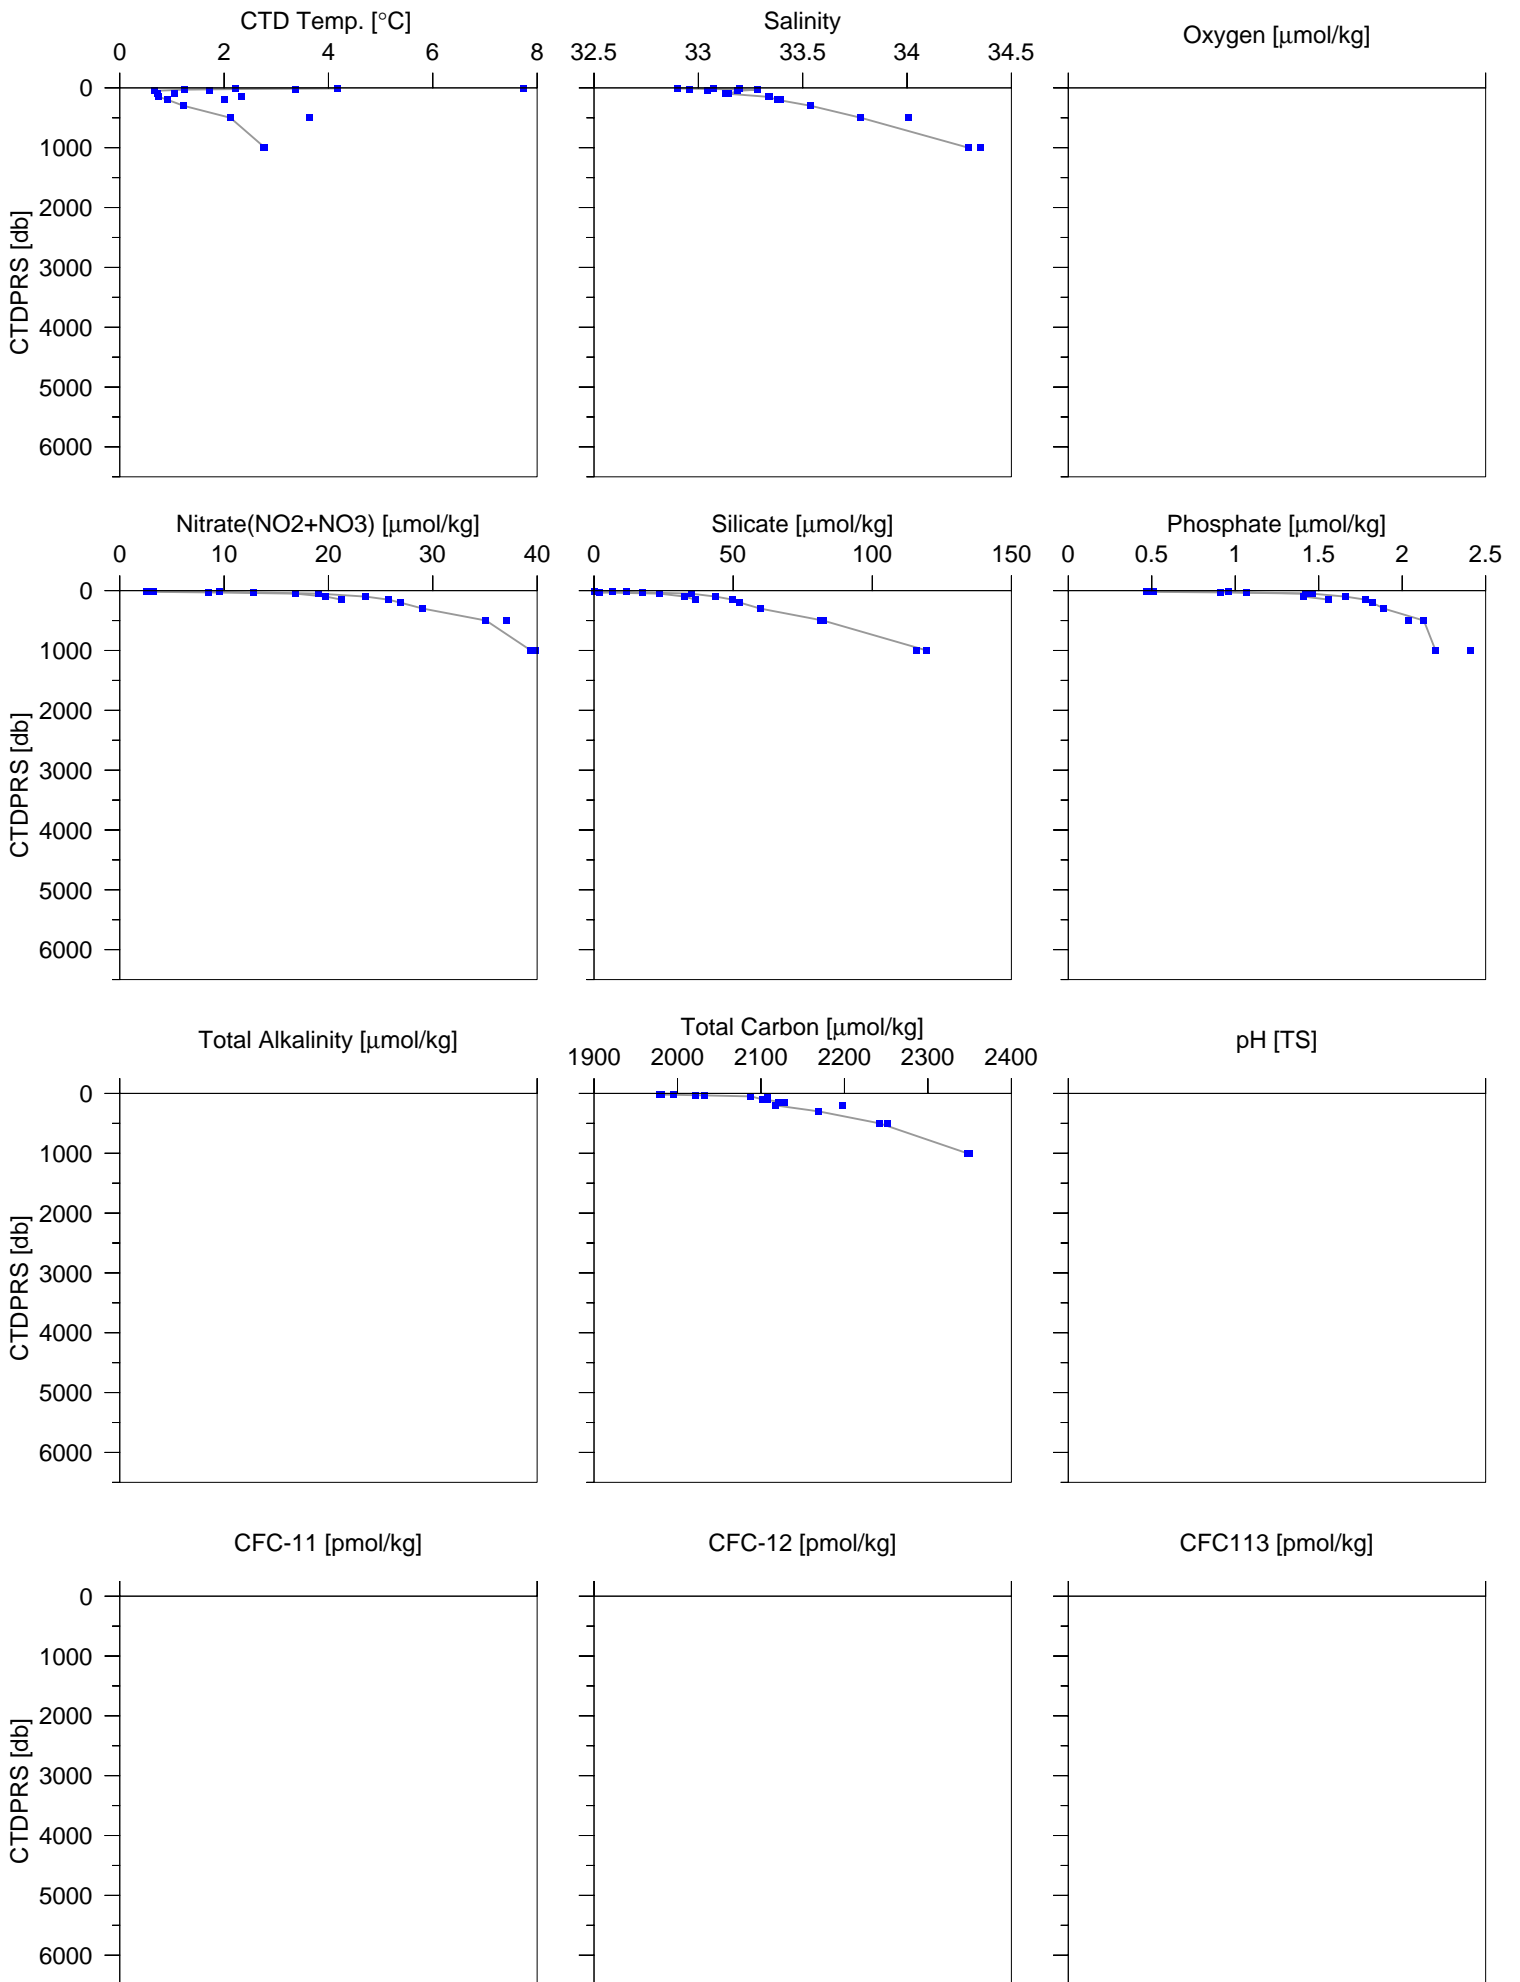 CTD Temp. [°C] Salinity Oxygen [μmol/kg]
0 2 4 6 8 32.5 33 33.5 34 34.5
0
1000
2000
3000
4000
5000
6000
CTDPRS [db]
Nitrate(NO2+NO3) [μmol/kg] Silicate [μmol/kg] Phosphate [μmol/kg]
0 10 20 30 40 0 50 100 150 0 0.5 1 1.5 2 2.5
0
1000
2000
3000
4000
5000
6000
CTDPRS [db]
Total Alkalinity [μmol/kg] Total Carbon [μmol/kg] pH [TS]
1900 2000 2100 2200 2300 2400
0
1000
2000
3000
4000
5000
6000
CTDPRS [db]
CFC-11 [pmol/kg] CFC-12 [pmol/kg] CFC113 [pmol/kg]
0
1000
2000
3000
4000
5000
6000
CTDPRS [db]